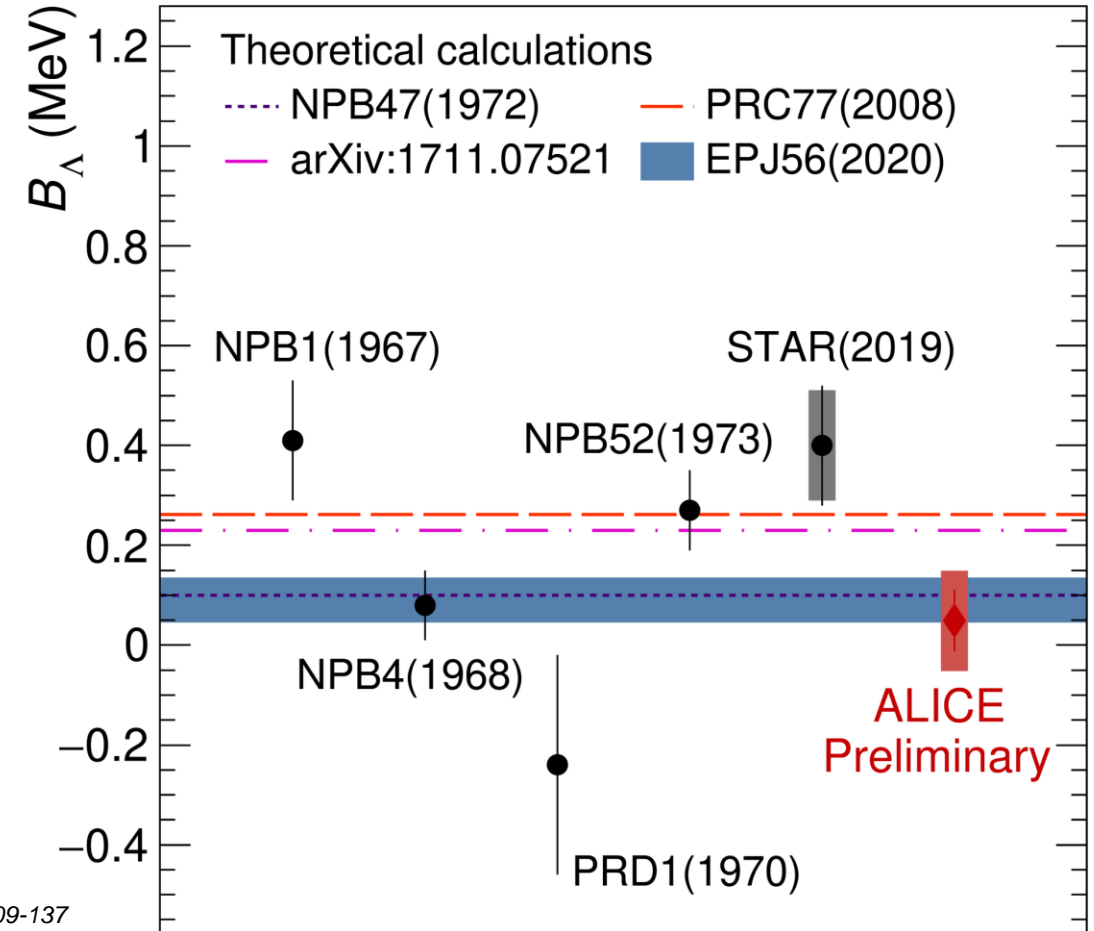 B_Λ (MeV)
1.2
1
0.8
0.6
0.4
0.2
0
−0.2
−0.4
Theoretical calculations
NPB47(1972)
PRC77(2008)
arXiv:1711.07521
EPJ56(2020)
NPB1(1967)
STAR(2019)
NPB52(1973)
NPB4(1968)
ALICE
Preliminary
PRD1(1970)
09-137